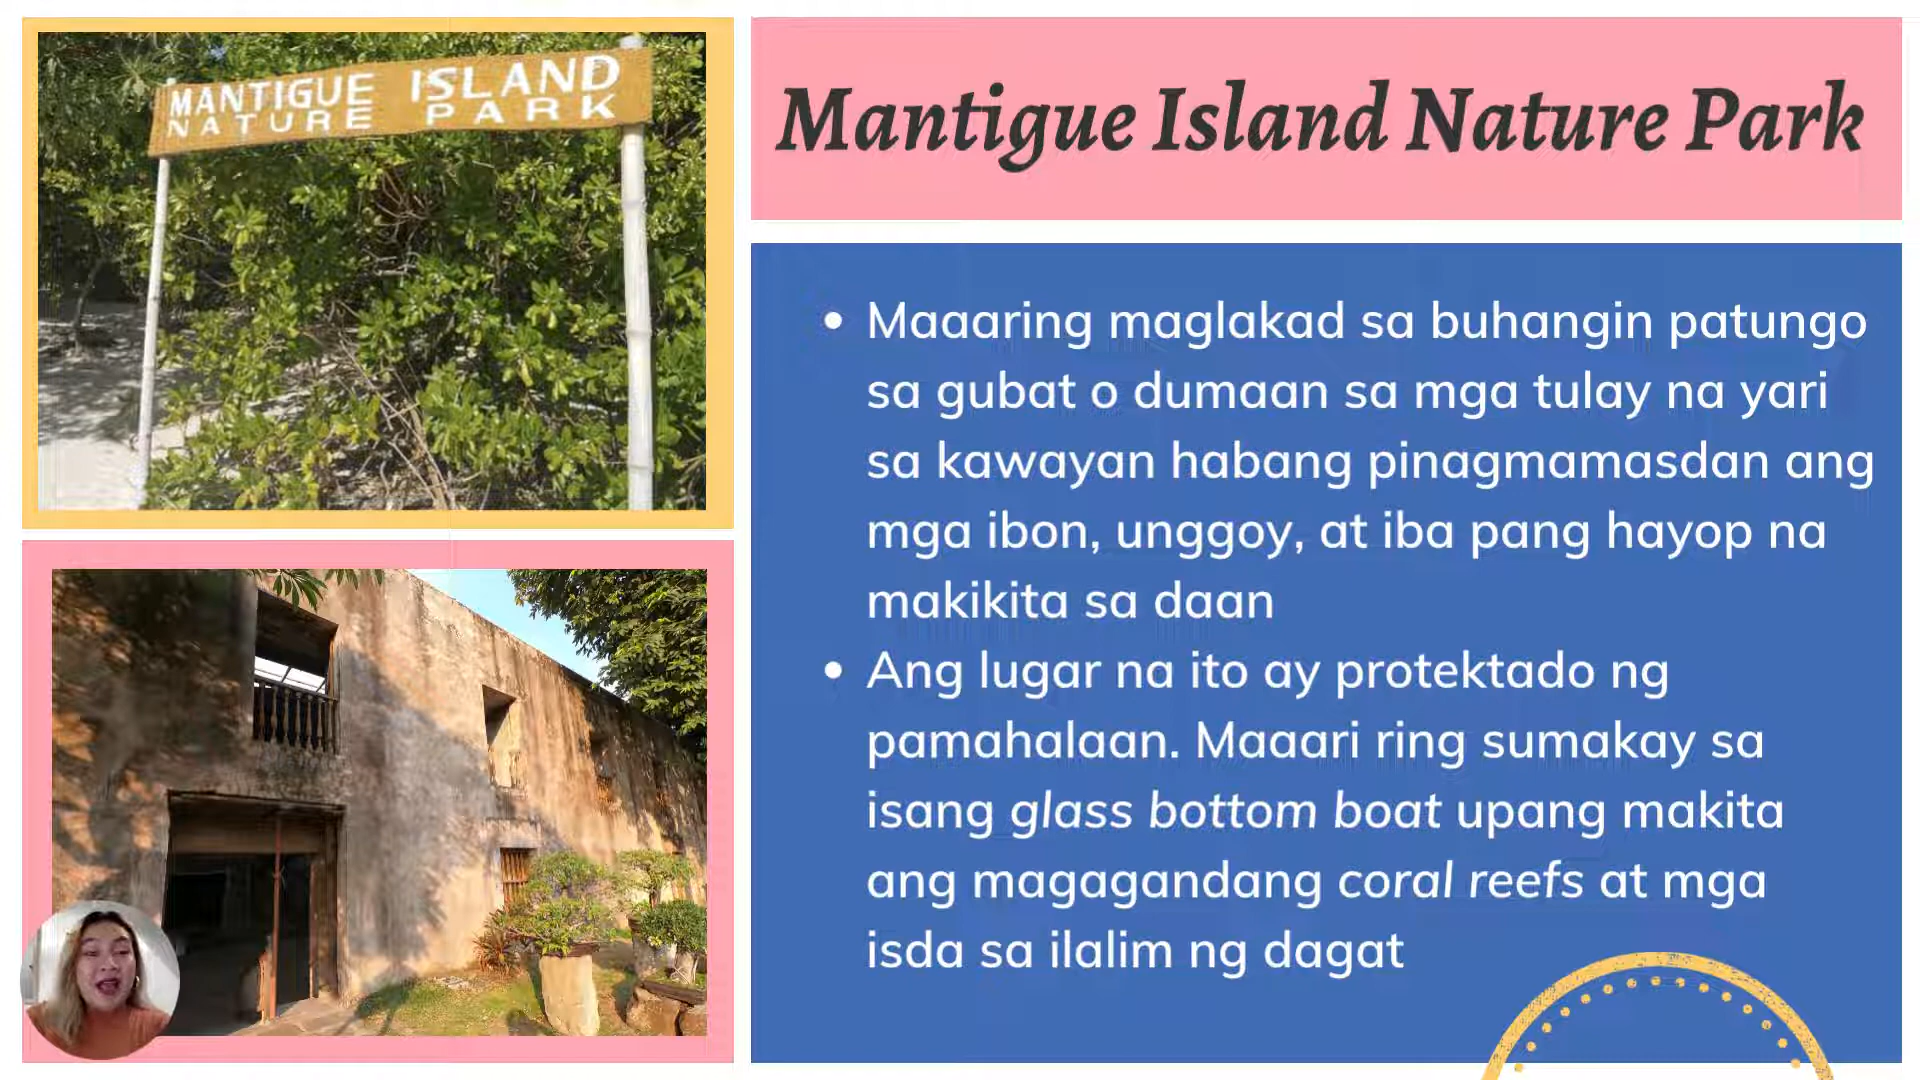 MANTIGUE ISLAND
NATURE PARK
Mantigue Island Nature Park
• Maaaring maglakad sa buhangin patungo
sa gubat o dumaan sa mga tulay na yari
sa kawayan habang pinagmamasdan ang
mga ibon, unggoy, at iba pang hayop na
makikita sa daan
• Ang lugar na ito ay protektado ng
pamahalaan. Maaari ring sumakay sa
isang glass bottom boat upang makita
ang magagandang coral reefs at mga
isda sa ilalim ng dagat